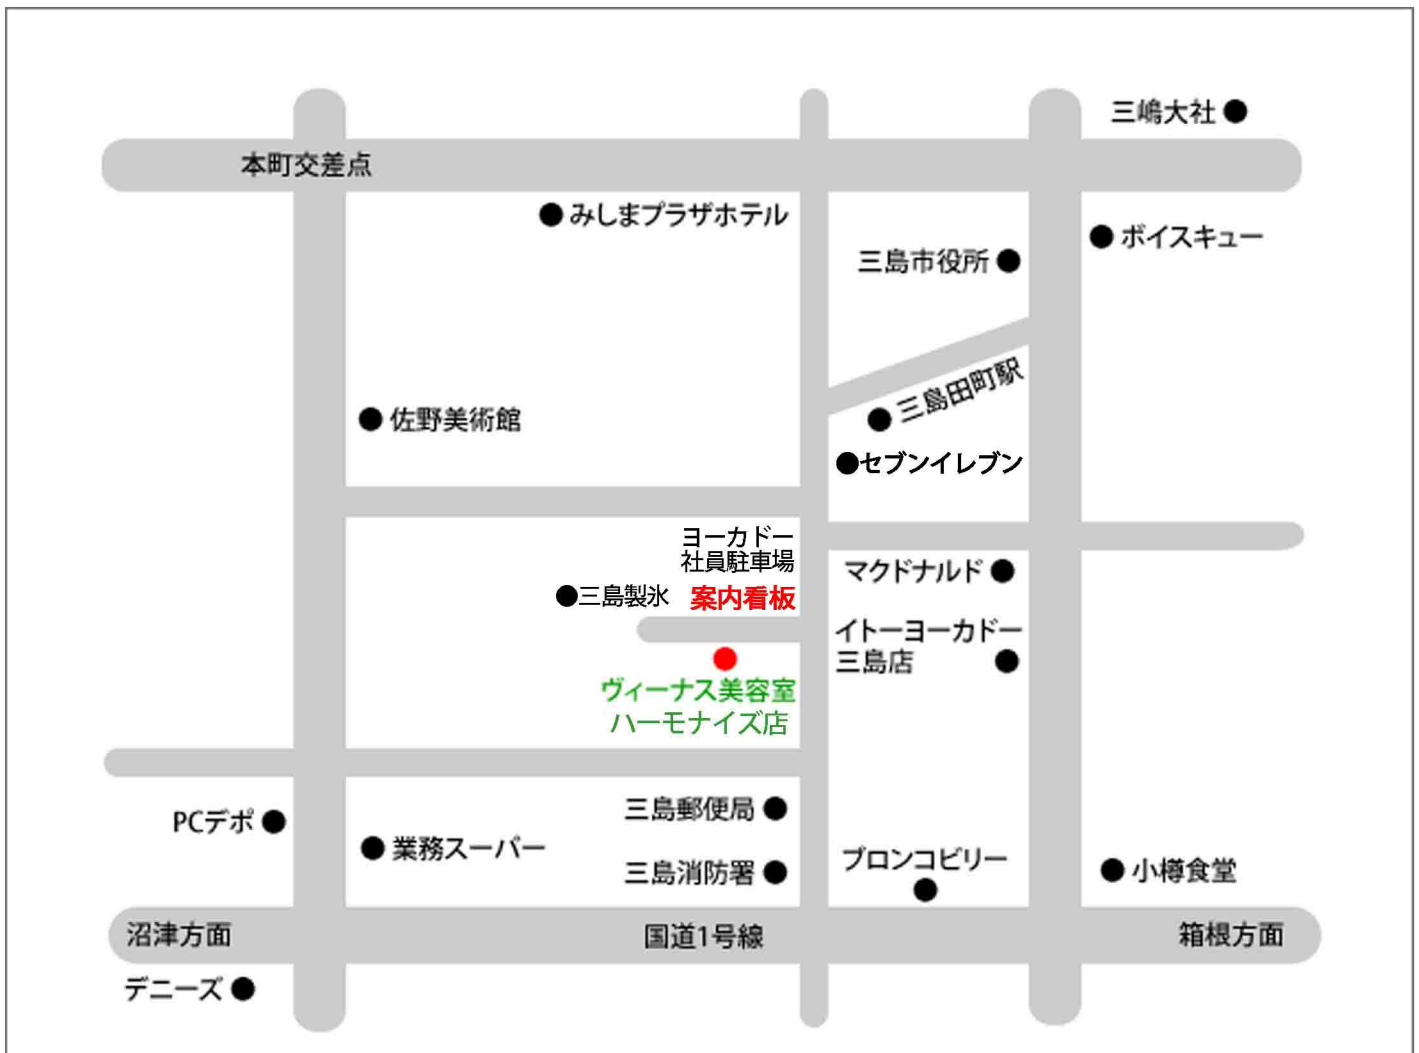 三嶋大社
本町交差点
みしまプラザホテル
ボイスキュー
三島市役所
三島田町駅
佐野美術館
セブンイレブン
ヨーカドー
社員駐車場
マクドナルド
三島製氷
案内看板
イトーヨーカドー
三島店
ヴィーナス美容室
ハーモナイズ店
三島郵便局
PCデポ
業務スーパー
ブロンコビリー
三島消防署
小樽食堂
沼津方面
国道1号線
箱根方面
デニーズ